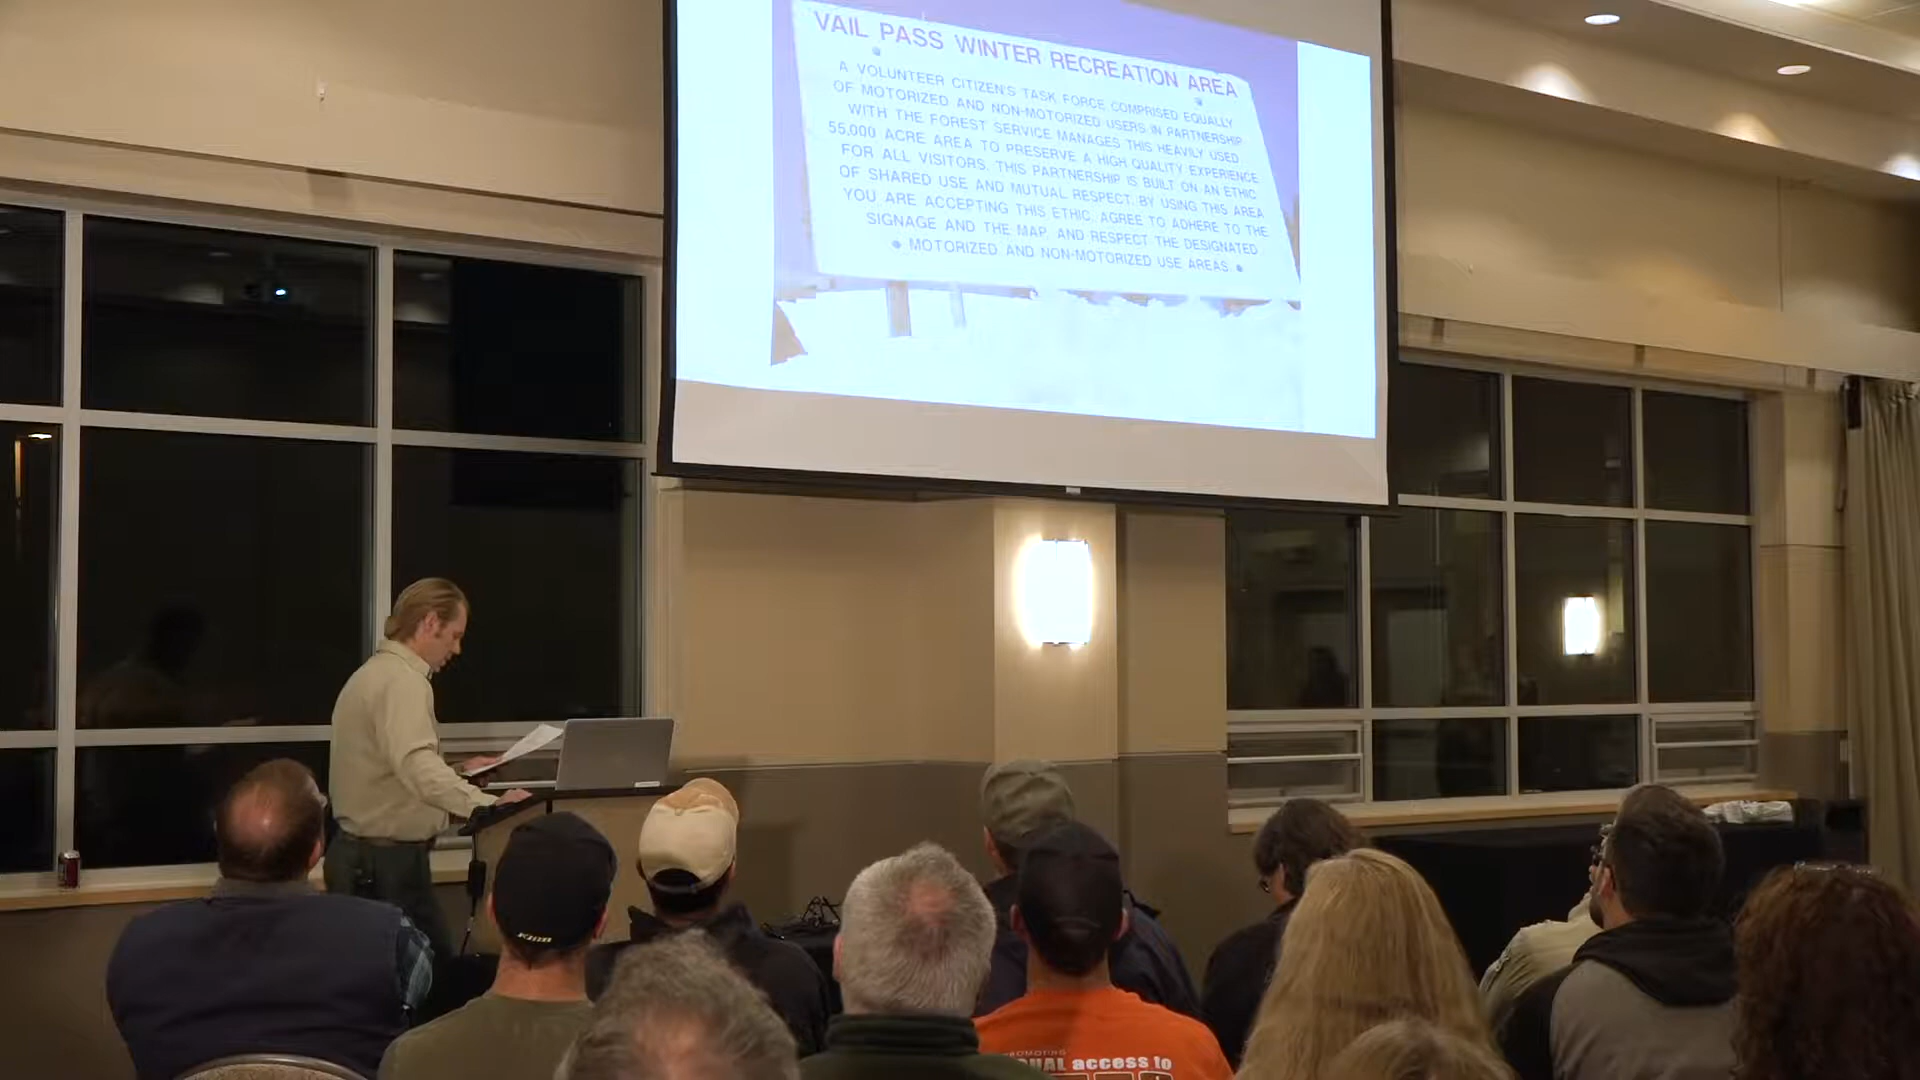 VAIL PASS WINTER RECREATION AREA
A VOLUNTEER CITIZEN'S TASK FORCE COMPRISED EQUALLY
OF MOTORIZED AND NON-MOTORIZED USERS IN PARTNERSHIP
WITH THE FOREST SERVICE MANAGES THIS HEAVILY USED
55,000 ACRE AREA TO PRESERVE A HIGH QUALITY EXPERIENCE
FOR ALL VISITORS. THIS PARTNERSHIP IS BUILT ON AN ETHIC
OF SHARED USE AND MUTUAL RESPECT. BY USING THIS AREA
YOU ARE ACCEPTING THIS ETHIC, AGREE TO ADHERE TO THE
SIGNAGE AND THE MAP, AND RESPECT THE DESIGNATED
MOTORIZED AND NON-MOTORIZED USE AREAS.
PROMOTING
UAL access to